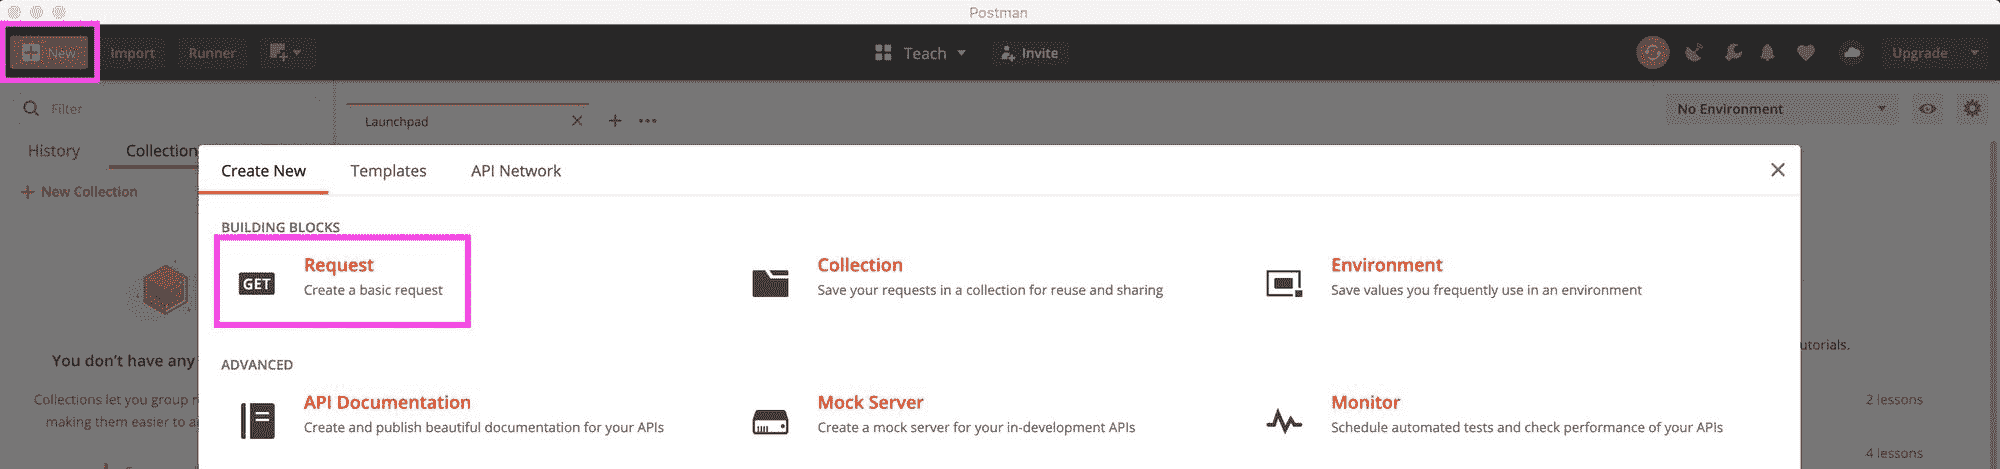 Postman
New Import Runner Teach Invite Upgrade
Filter
Launchpad
No Environment
History Collection
New Collection
Create New Templates API Network
BUILDING BLOCKS
GET
Request
Create a basic request
Collection
Save your requests in a collection for reuse and sharing
Environment
Save values you frequently use in an environment
You don't have any
Collections let you group r
making them easier to a
utorials.
ADVANCED
API Documentation
Create and publish beautiful documentation for your APIs
Mock Server
Create a mock server for your in-development APIs
Monitor
Schedule automated tests and check performance of your APIs
2 lessons
4 lessons